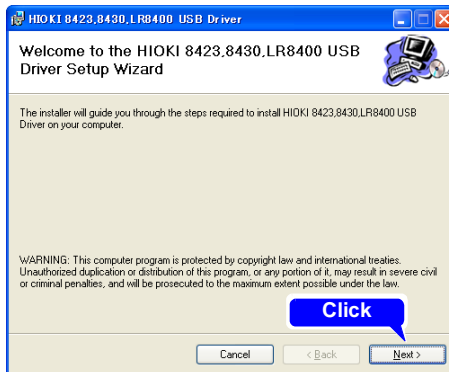 HIOKI 8423,8430,LR8400 USB Driver
Welcome to the HIOKI 8423,8430,LR8400 USB
Driver Setup Wizard
The installer will guide you through the steps required to install HIOKI 8423,8430,LR8400 USB
Driver on your computer.
WARNING: This computer program is protected by copyright law and international treaties.
Unauthorized duplication or distribution of this program, or any portion of it, may result in severe civil
or criminal penalties, and will be prosecuted to the maximum extent possible under the law.
Click
Cancel < Back Next >